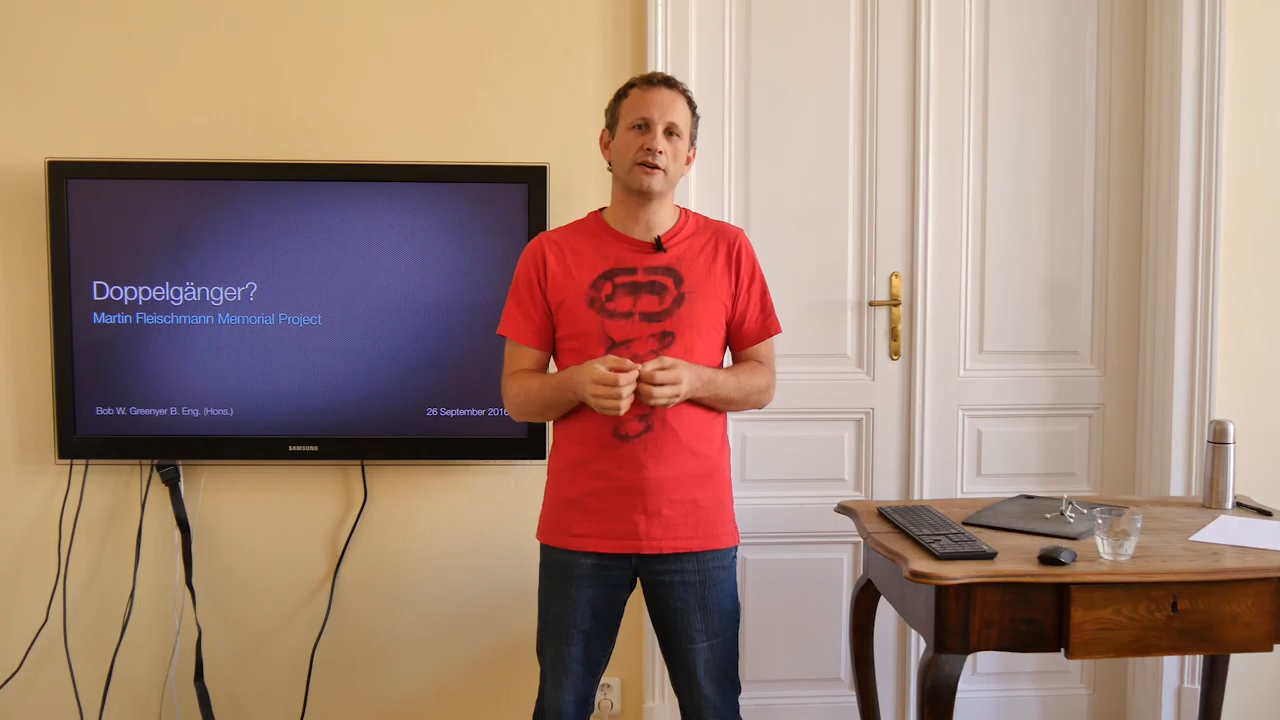 Doppelgänger?
Martin Fleischmann Memorial Project
Bob W. Greenyer B. Eng. (Hons.)
26 September 2016
SAMSUNG